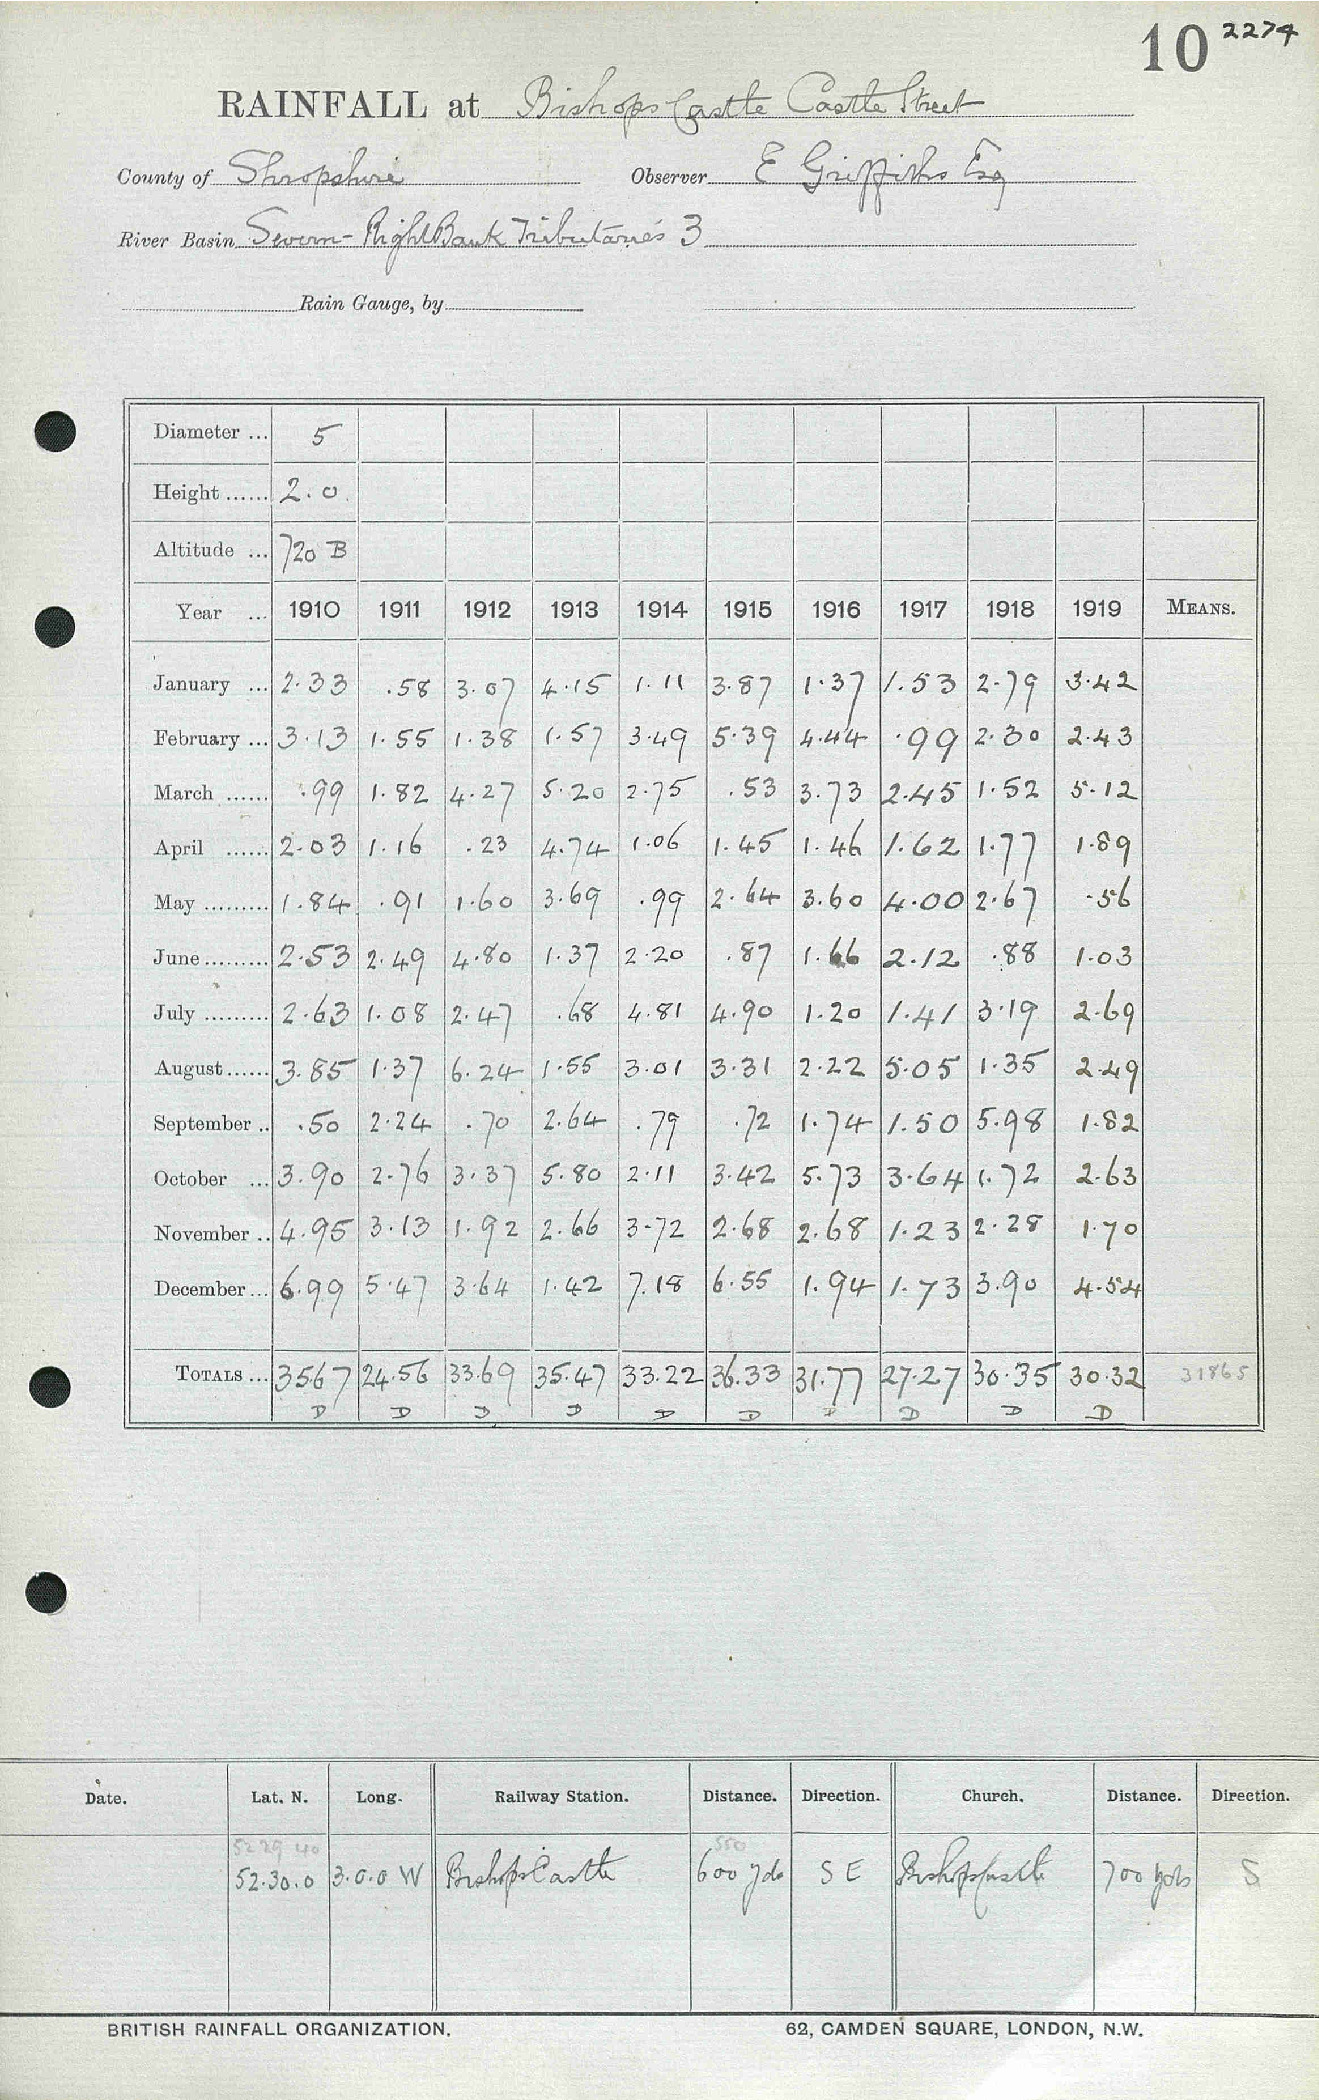 10 2274
RAINFALL at Bishops Castle Castle Street
County of Shropshire Observer E Griffiths Esq
River Basin Severn - Right Bank Tributaries 3
Rain Gauge, by
Diameter ... 5
Height ...... 2.0
Altitude ... 720 B
Year ... 1910 1911 1912 1913 1914 1915 1916 1917 1918 1919 MEANS.
January ... 2.33 .58 3.07 4.15 1.11 3.87 1.37 1.53 2.79 3.42
February ... 3.13 1.55 1.38 1.57 3.49 5.39 4.44 .99 2.30 2.43
March ...... .99 1.82 4.27 5.20 2.75 .53 3.73 2.45 1.52 5.12
April ...... 2.03 1.16 .23 4.74 1.06 1.45 1.46 1.62 1.77 1.89
May ......... 1.84 .91 1.60 3.69 .99 2.64 3.60 4.00 2.67 .56
June ......... 2.53 2.49 4.80 1.37 2.20 .87 1.66 2.12 .88 1.03
July ......... 2.63 1.08 2.47 .68 4.81 4.90 1.20 1.41 3.19 2.69
August ...... 3.85 1.37 6.24 1.55 3.01 3.31 2.22 5.05 1.35 2.49
September .. .50 2.24 .70 2.64 .79 .72 1.74 1.50 5.98 1.82
October ... 3.90 2.76 3.37 5.80 2.11 3.42 5.73 3.64 1.72 2.63
November .. 4.95 3.13 1.92 2.66 3.72 2.68 2.68 1.23 2.28 1.70
December ... 6.99 5.47 3.64 1.42 7.18 6.55 1.94 1.73 3.90 4.54
TOTALS ... 35.67 24.56 33.69 35.47 33.22 36.33 31.77 27.27 30.35 30.32 31865
D D D D D D D D D D
Date. Lat. N. Long. Railway Station. Distance. Direction. Church. Distance. Direction.
52 29 40 550
52.30.0 3.0.0 W Bishops Castle 600 yds S E Bishops Castle 700 yds S
BRITISH RAINFALL ORGANIZATION. 62, CAMDEN SQUARE, LONDON, N.W.